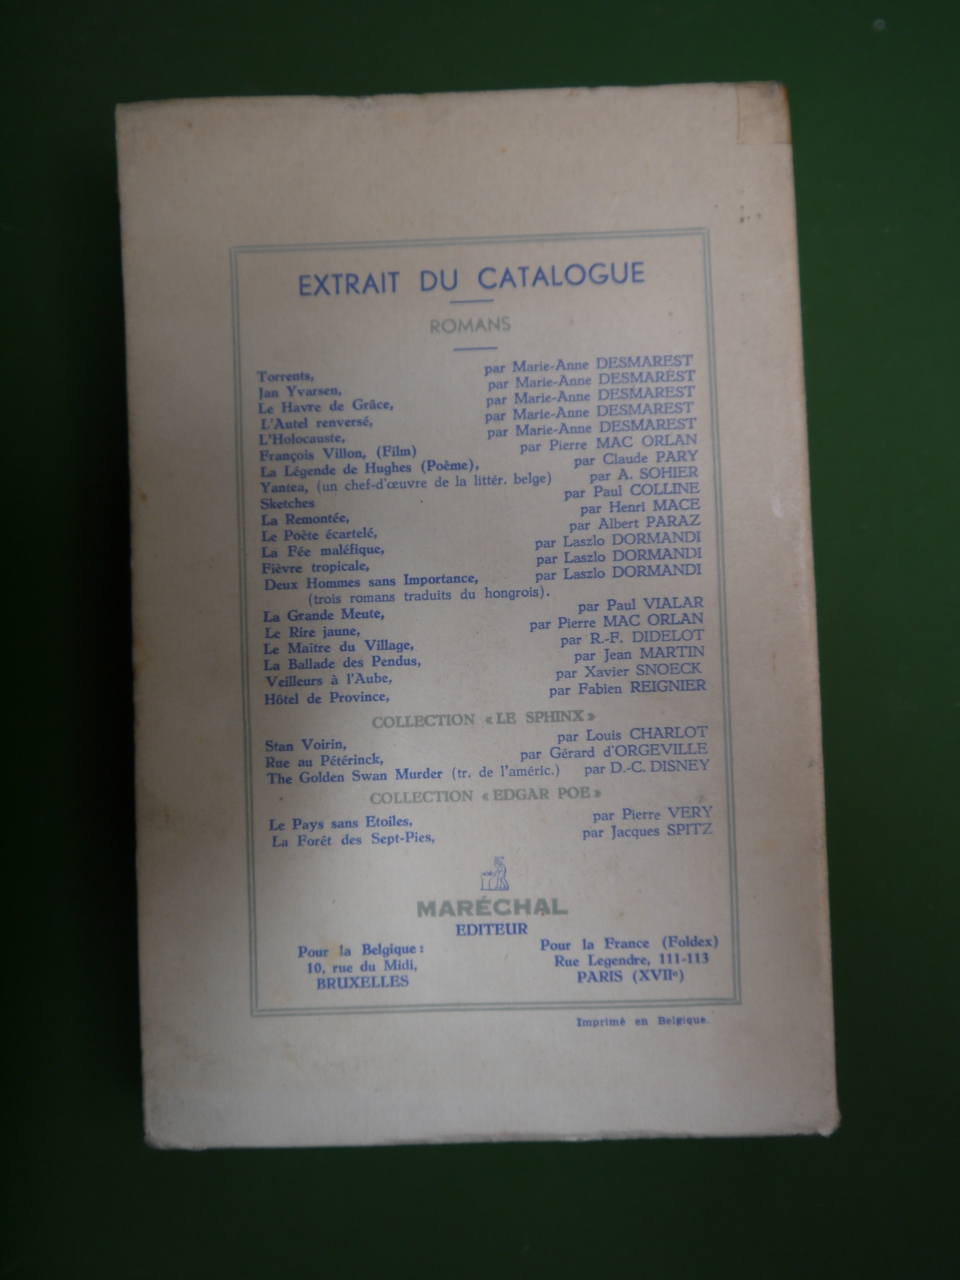 EXTRAIT DU CATALOGUE
ROMANS
Torrents, par Marie-Anne DESMAREST
Jan Yvarsen, par Marie-Anne DESMAREST
Le Havre de Grâce, par Marie-Anne DESMAREST
L'Autel renversé, par Marie-Anne DESMAREST
L'Holocauste, par Marie-Anne DESMAREST
François Villon, (Film) par Pierre MAC ORLAN
La Légende de Hughes (Poème), par Claude PARY
Yantea, (un chef-d'œuvre de la littér. belge) par A. SOHIER
Sketches par Paul COLLINE
La Remontée, par Henri MACE
Le Poète écartelé, par Albert PARAZ
La Fée maléfique, par Laszlo DORMANDI
Fièvre tropicale, par Laszlo DORMANDI
Deux Hommes sans Importance, par Laszlo DORMANDI
(trois romans traduits du hongrois).
La Grande Meute, par Paul VIALAR
Le Rire jaune, par Pierre MAC ORLAN
Le Maître du Village, par R.-F. DIDELOT
La Ballade des Pendus, par Jean MARTIN
Veilleurs à l'Aube, par Xavier SNOECK
Hôtel de Province, par Fabien REIGNIER
COLLECTION « LE SPHINX »
Stan Voirin, par Louis CHARLOT
Rue au Pétérinck, par Gérard d'ORGEVILLE
The Golden Swan Murder (tr. de l'améric.) par D.-C. DISNEY
COLLECTION « EDGAR POE »
Le Pays sans Etoiles, par Pierre VERY
La Forêt des Sept-Pies, par Jacques SPITZ
MARÉCHAL
EDITEUR
Pour la Belgique :
10, rue du Midi,
BRUXELLES
Pour la France (Foldex)
Rue Legendre, 111-113
PARIS (XVIIe)
Imprimé en Belgique.